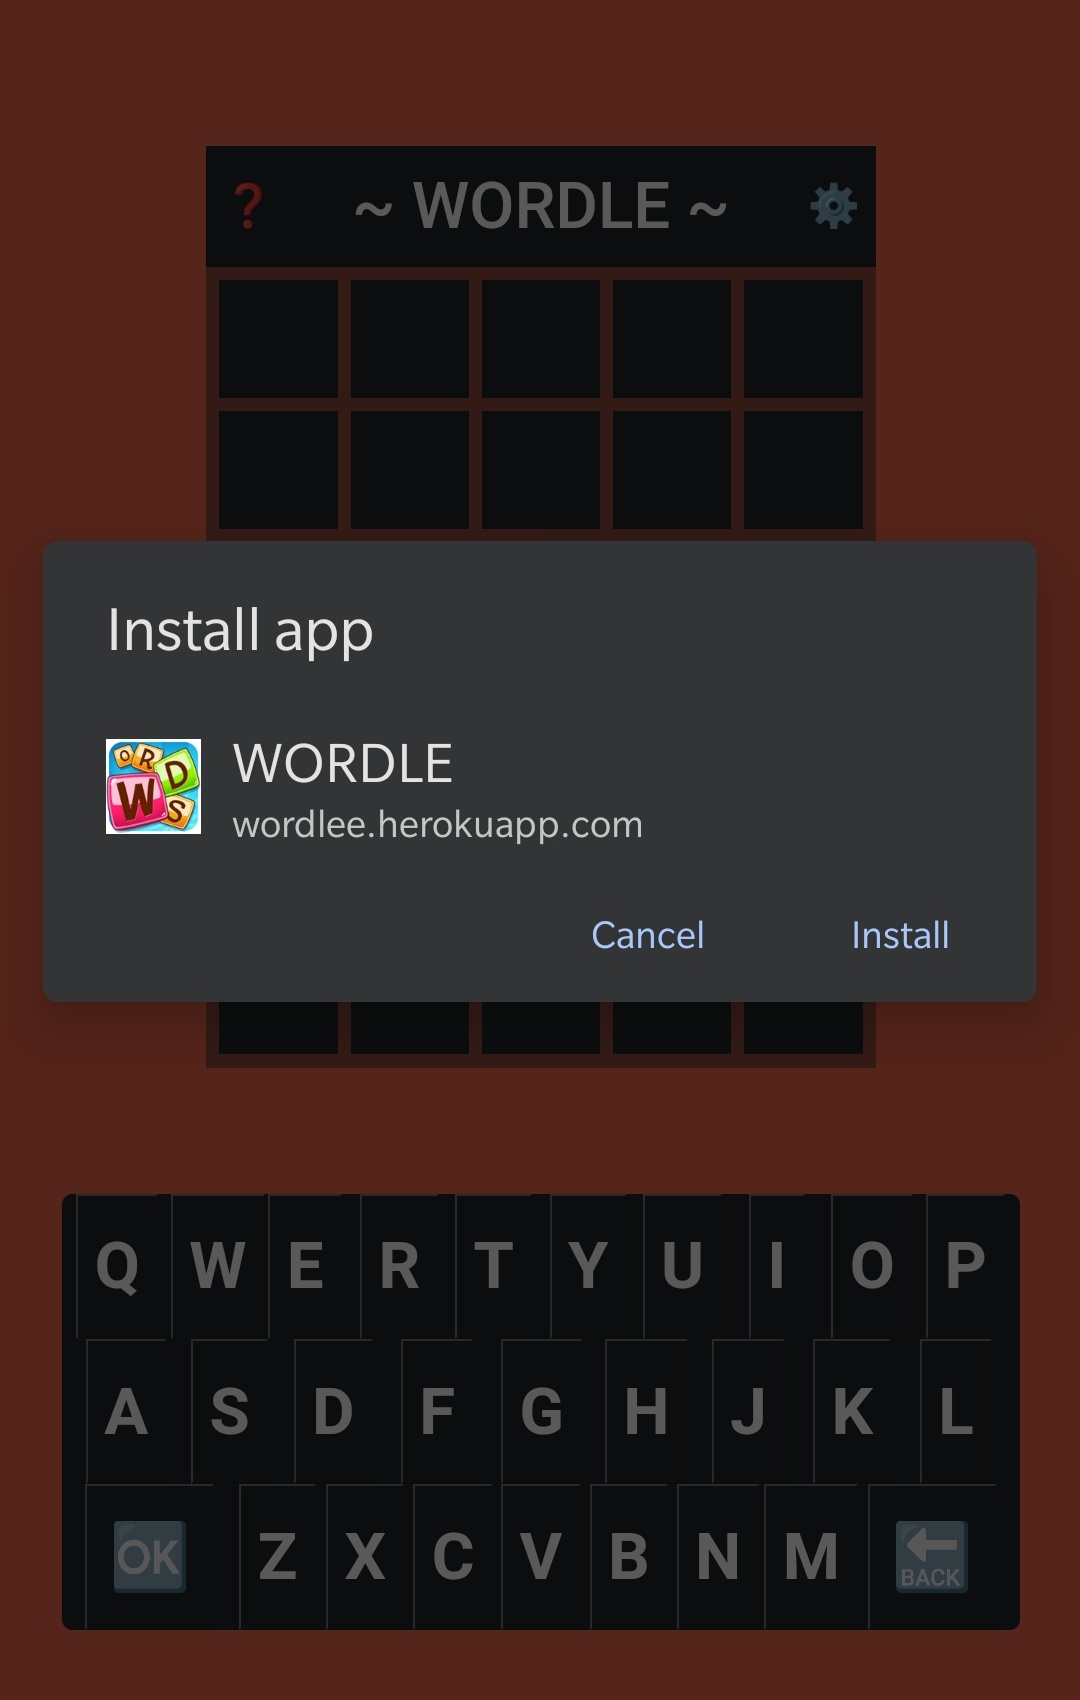 ❓ ~ WORDLE ~ ⚙️
Install app
O R D W S
WORDLE
wordlee.herokuapp.com
Cancel Install
Q W E R T Y U I O P
A S D F G H J K L
OK Z X C V B N M BACK